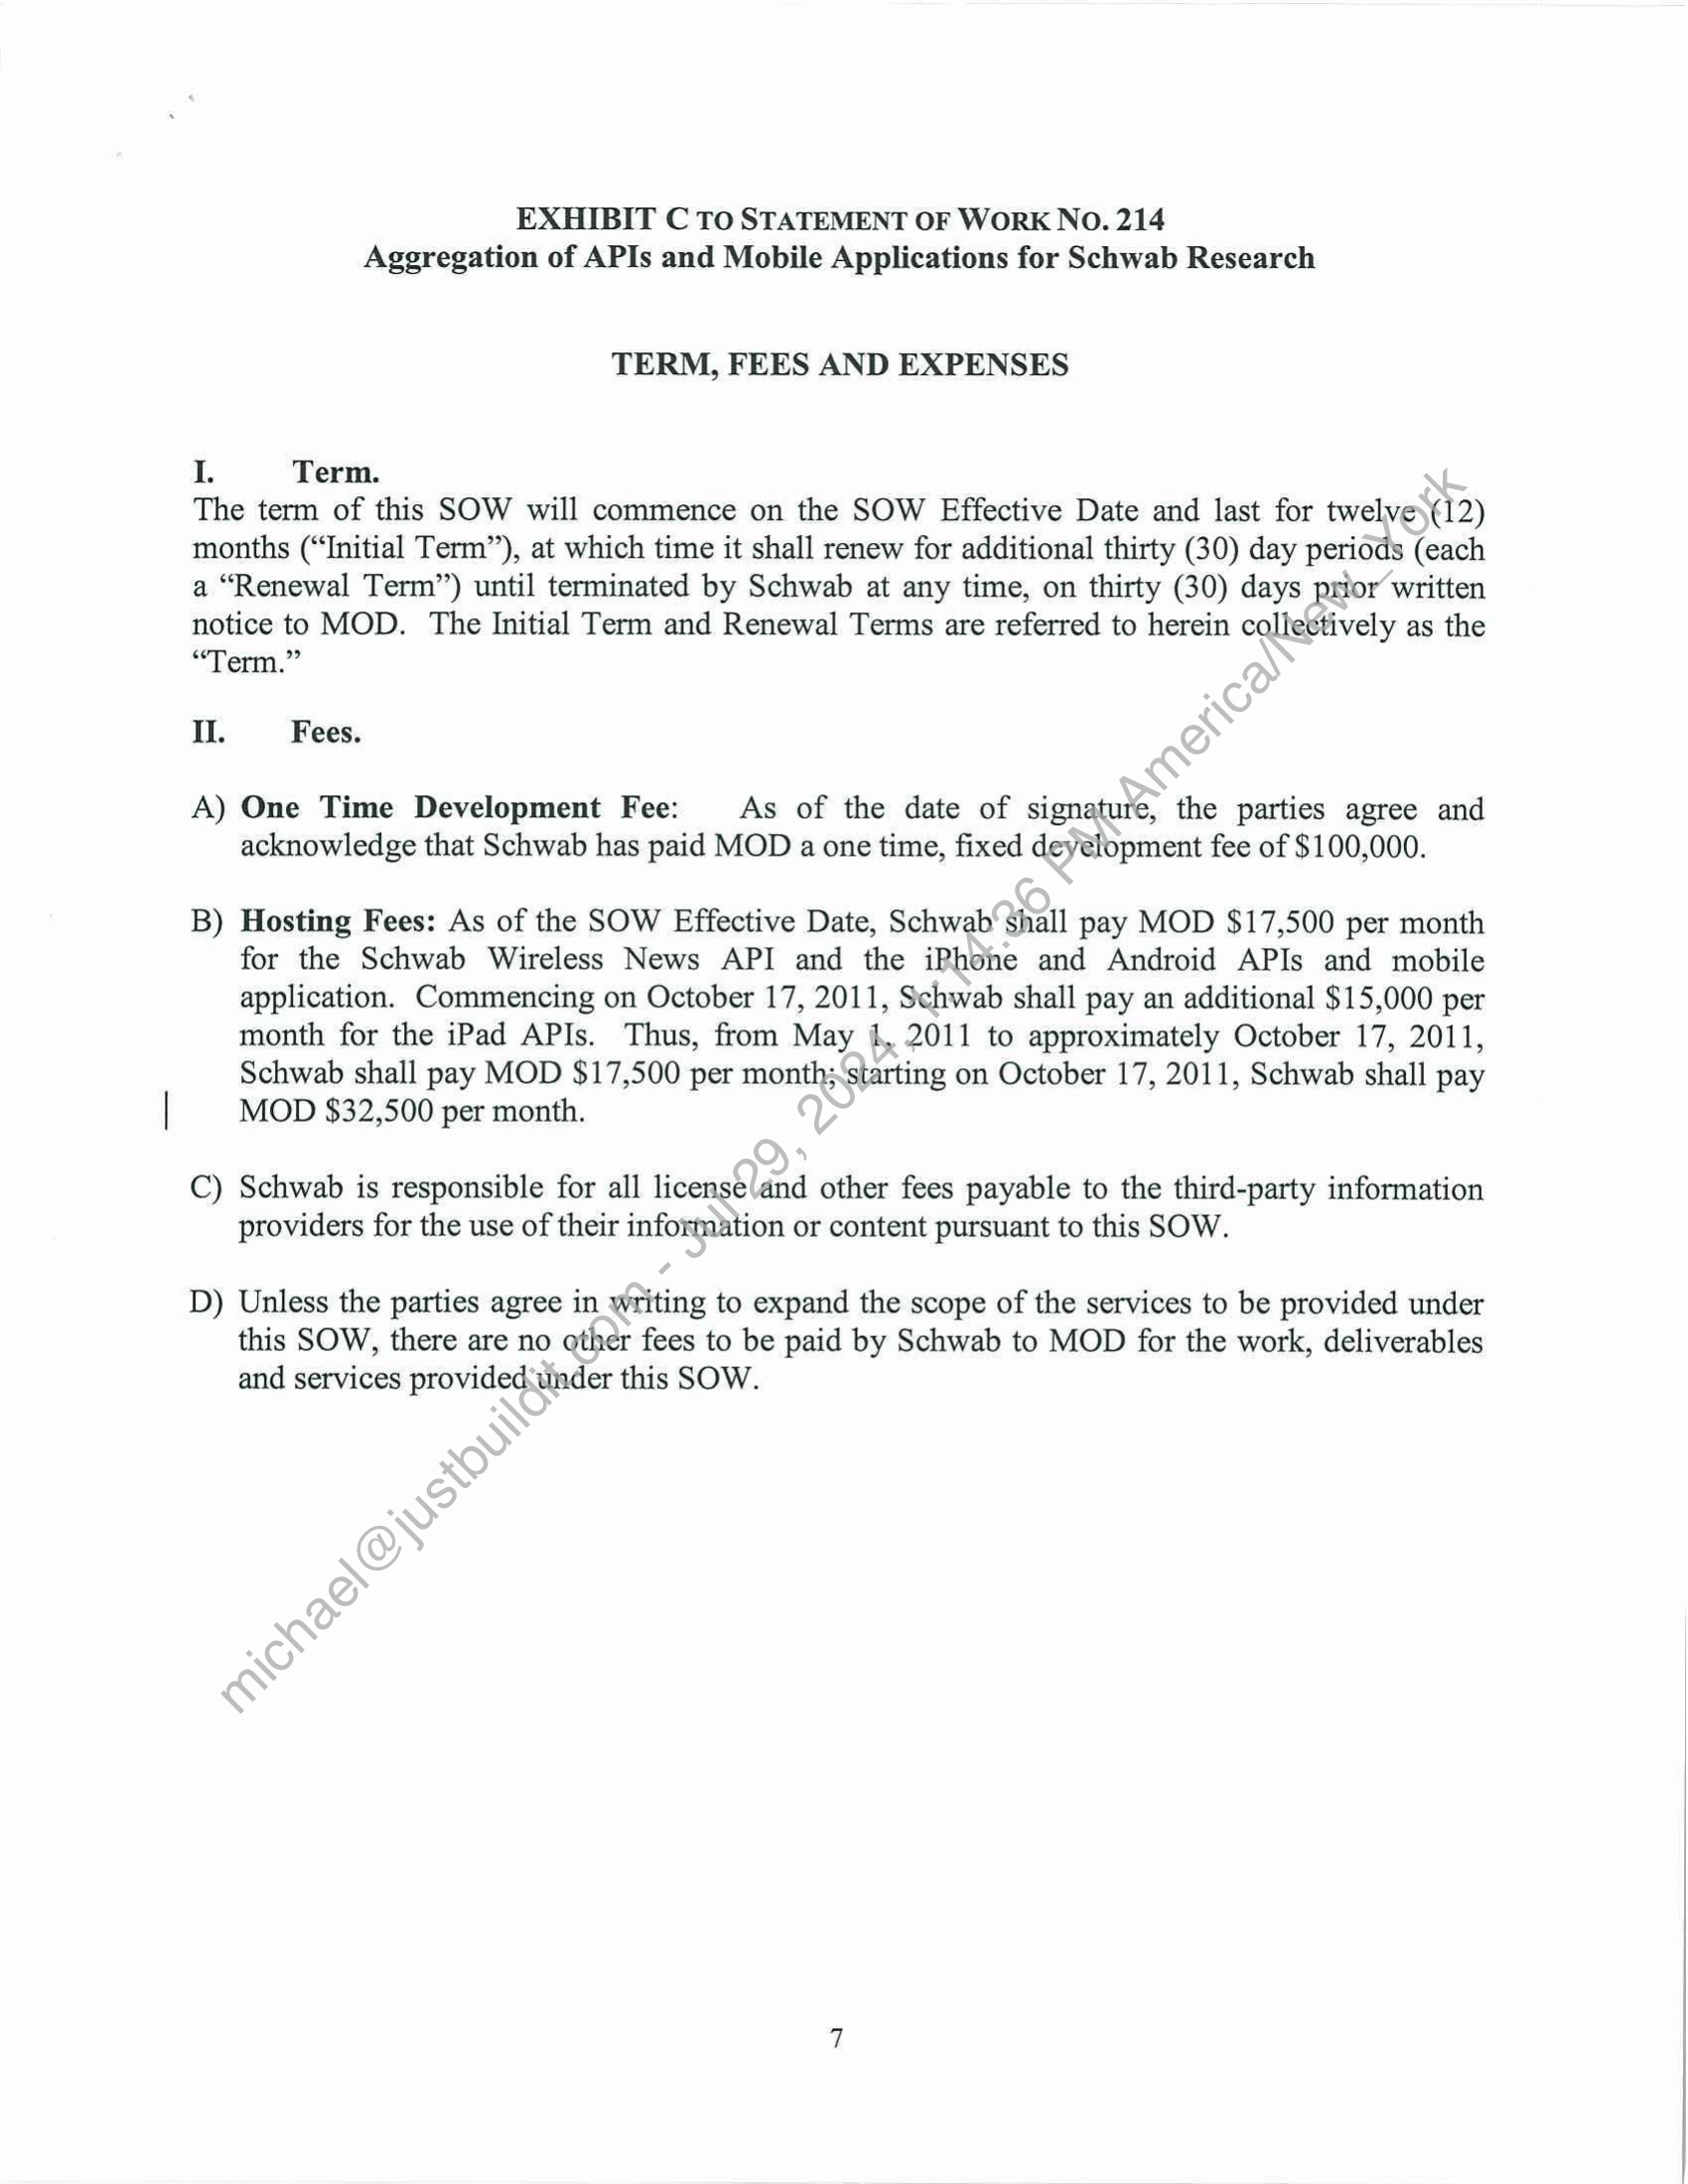 EXHIBIT C TO STATEMENT OF WORK NO. 214
Aggregation of APIs and Mobile Applications for Schwab Research
TERM, FEES AND EXPENSES
I. Term.
The term of this SOW will commence on the SOW Effective Date and last for twelve (12)
months (“Initial Term”), at which time it shall renew for additional thirty (30) day periods (each
a “Renewal Term”) until terminated by Schwab at any time, on thirty (30) days prior written
notice to MOD. The Initial Term and Renewal Terms are referred to herein collectively as the
“Term.”
II. Fees.
A) One Time Development Fee: As of the date of signature, the parties agree and
acknowledge that Schwab has paid MOD a one time, fixed development fee of $100,000.
B) Hosting Fees: As of the SOW Effective Date, Schwab shall pay MOD $17,500 per month
for the Schwab Wireless News API and the iPhone and Android APIs and mobile
application. Commencing on October 17, 2011, Schwab shall pay an additional $15,000 per
month for the iPad APIs. Thus, from May 1, 2011 to approximately October 17, 2011,
Schwab shall pay MOD $17,500 per month; starting on October 17, 2011, Schwab shall pay
MOD $32,500 per month.
C) Schwab is responsible for all license and other fees payable to the third-party information
providers for the use of their information or content pursuant to this SOW.
D) Unless the parties agree in writing to expand the scope of the services to be provided under
this SOW, there are no other fees to be paid by Schwab to MOD for the work, deliverables
and services provided under this SOW.
michael@justbuildit.com - Jul 29, 2024, 1:14:36 PM America/New_York
7